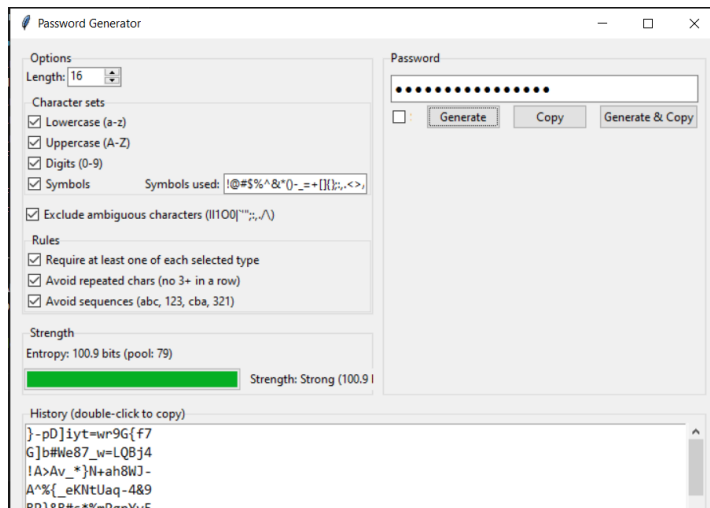 Password Generator
Options
Length: 16
Character sets
Lowercase (a-z)
Uppercase (A-Z)
Digits (0-9)
Symbols
Symbols used: !@#$%^&*()-_=+[]{};:,.<>/
Exclude ambiguous characters (Il1O0|`'";:,./\)
Rules
Require at least one of each selected type
Avoid repeated chars (no 3+ in a row)
Avoid sequences (abc, 123, cba, 321)
Strength
Entropy: 100.9 bits (pool: 79)
Strength: Strong (100.9
Password
●●●●●●●●●●●●●●●●
Generate
Copy
Generate & Copy
History (double-click to copy)
}-pD]iyt=wr9G{f7
G]b#We87_w=LQBj4
!A>Av_*}N+ah8WJ-
A^%{_eKNtUaq-4&9